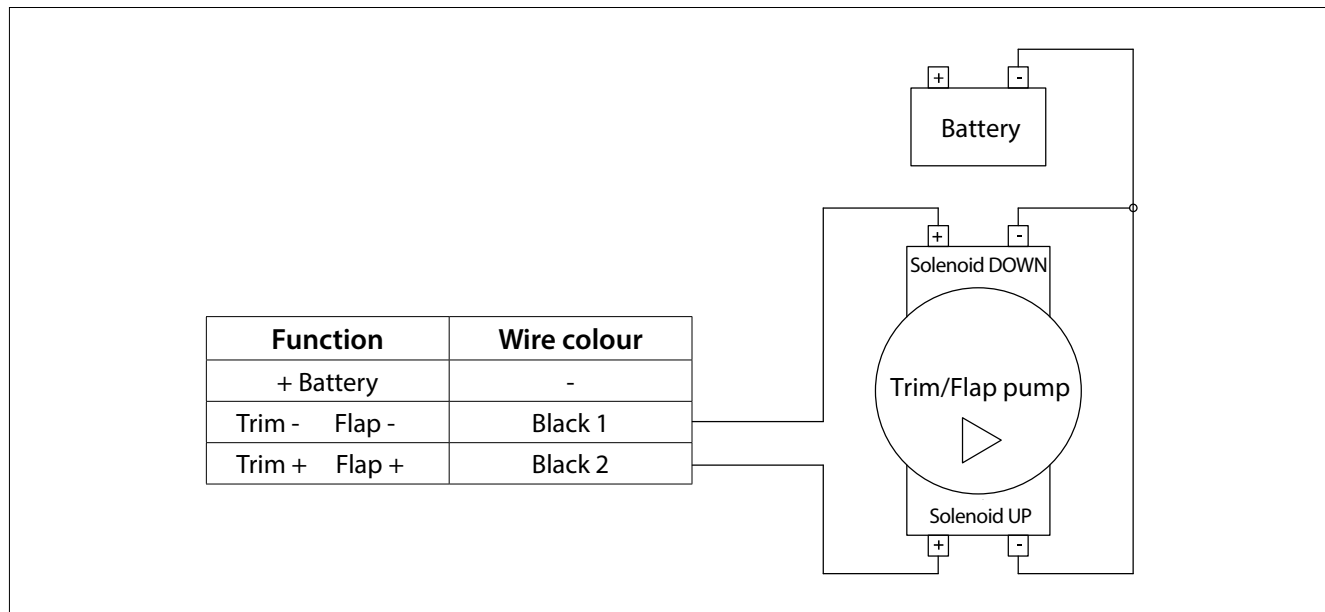 + -
Battery
+ -
Solenoid DOWN
Function Wire colour
+ Battery -
Trim - Flap - Black 1
Trim + Flap + Black 2
Trim/Flap pump
Solenoid UP
+ -